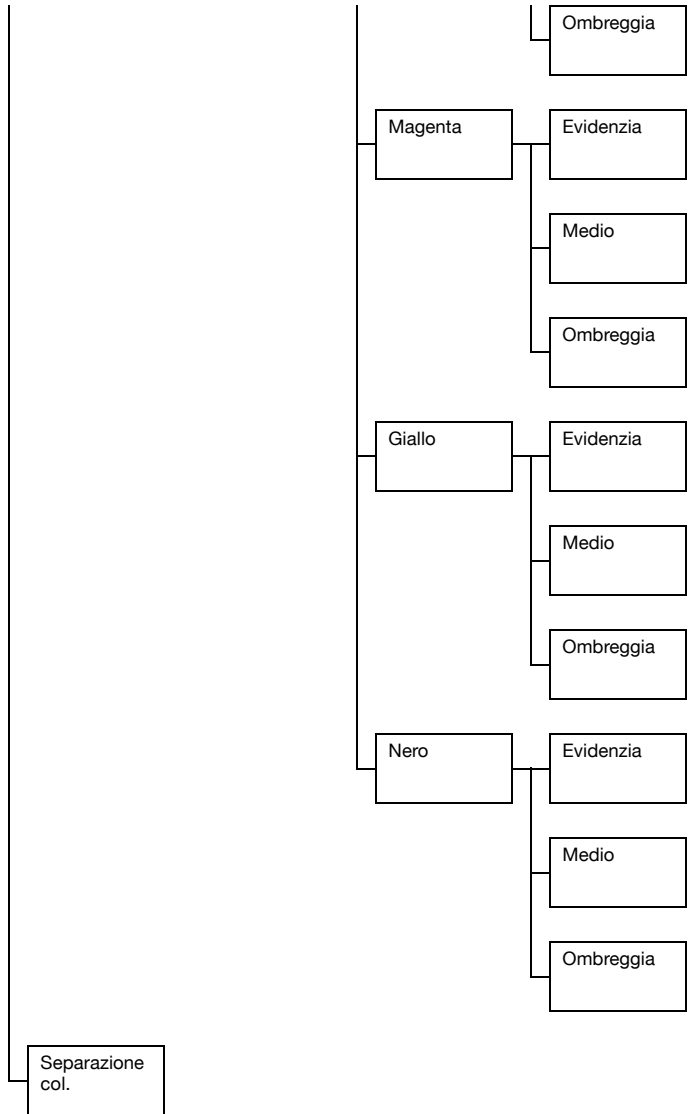 Ombreggia
Magenta
Evidenzia
Medio
Ombreggia
Giallo
Evidenzia
Medio
Ombreggia
Nero
Evidenzia
Medio
Ombreggia
Separazione
col.